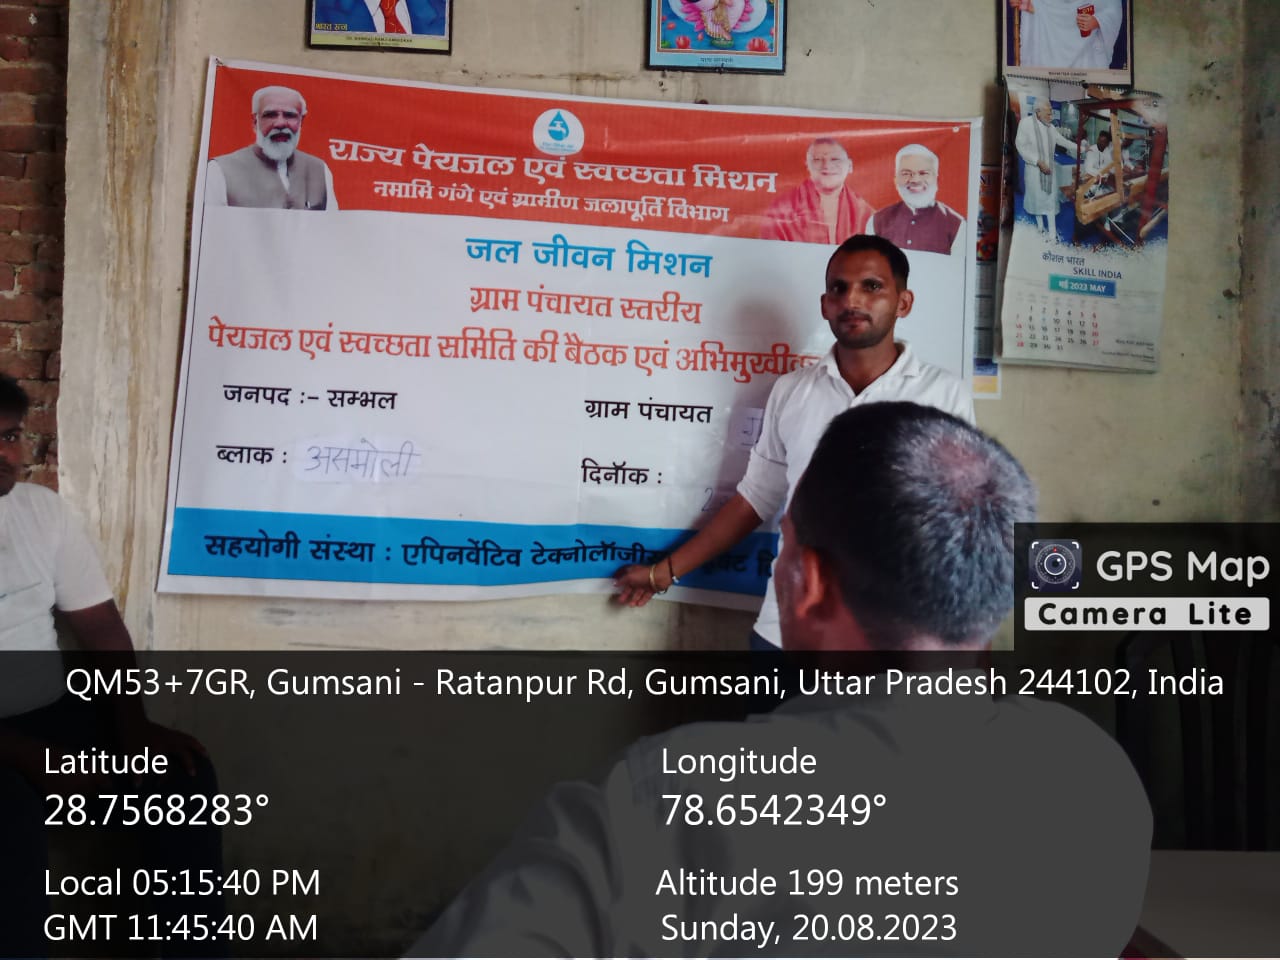 भारत रत्न
राज्य पेयजल एवं स्वच्छता मिशन
नमामि गंगे एवं ग्रामीण जलापूर्ति विभाग
जल जीवन मिशन
ग्राम पंचायत स्तरीय
पेयजल एवं स्वच्छता समिति की बैठक एवं
जनपद :- सम्भल
ग्राम पंचायत
ब्लाक : असमोली
दिनॉक :
सहयोगी संस्था : एपिनवेंटिव
कौशल भारत
SKILL INDIA
मई 2023 MAY
GPS Map
Camera Lite
QM53+7GR, Gumsani - Ratanpur Rd, Gumsani, Uttar Pradesh 244102, India
Latitude
28.7568283°
Longitude
78.6542349°
Local 05:15:40 PM
GMT 11:45:40 AM
Altitude 199 meters
Sunday, 20.08.2023